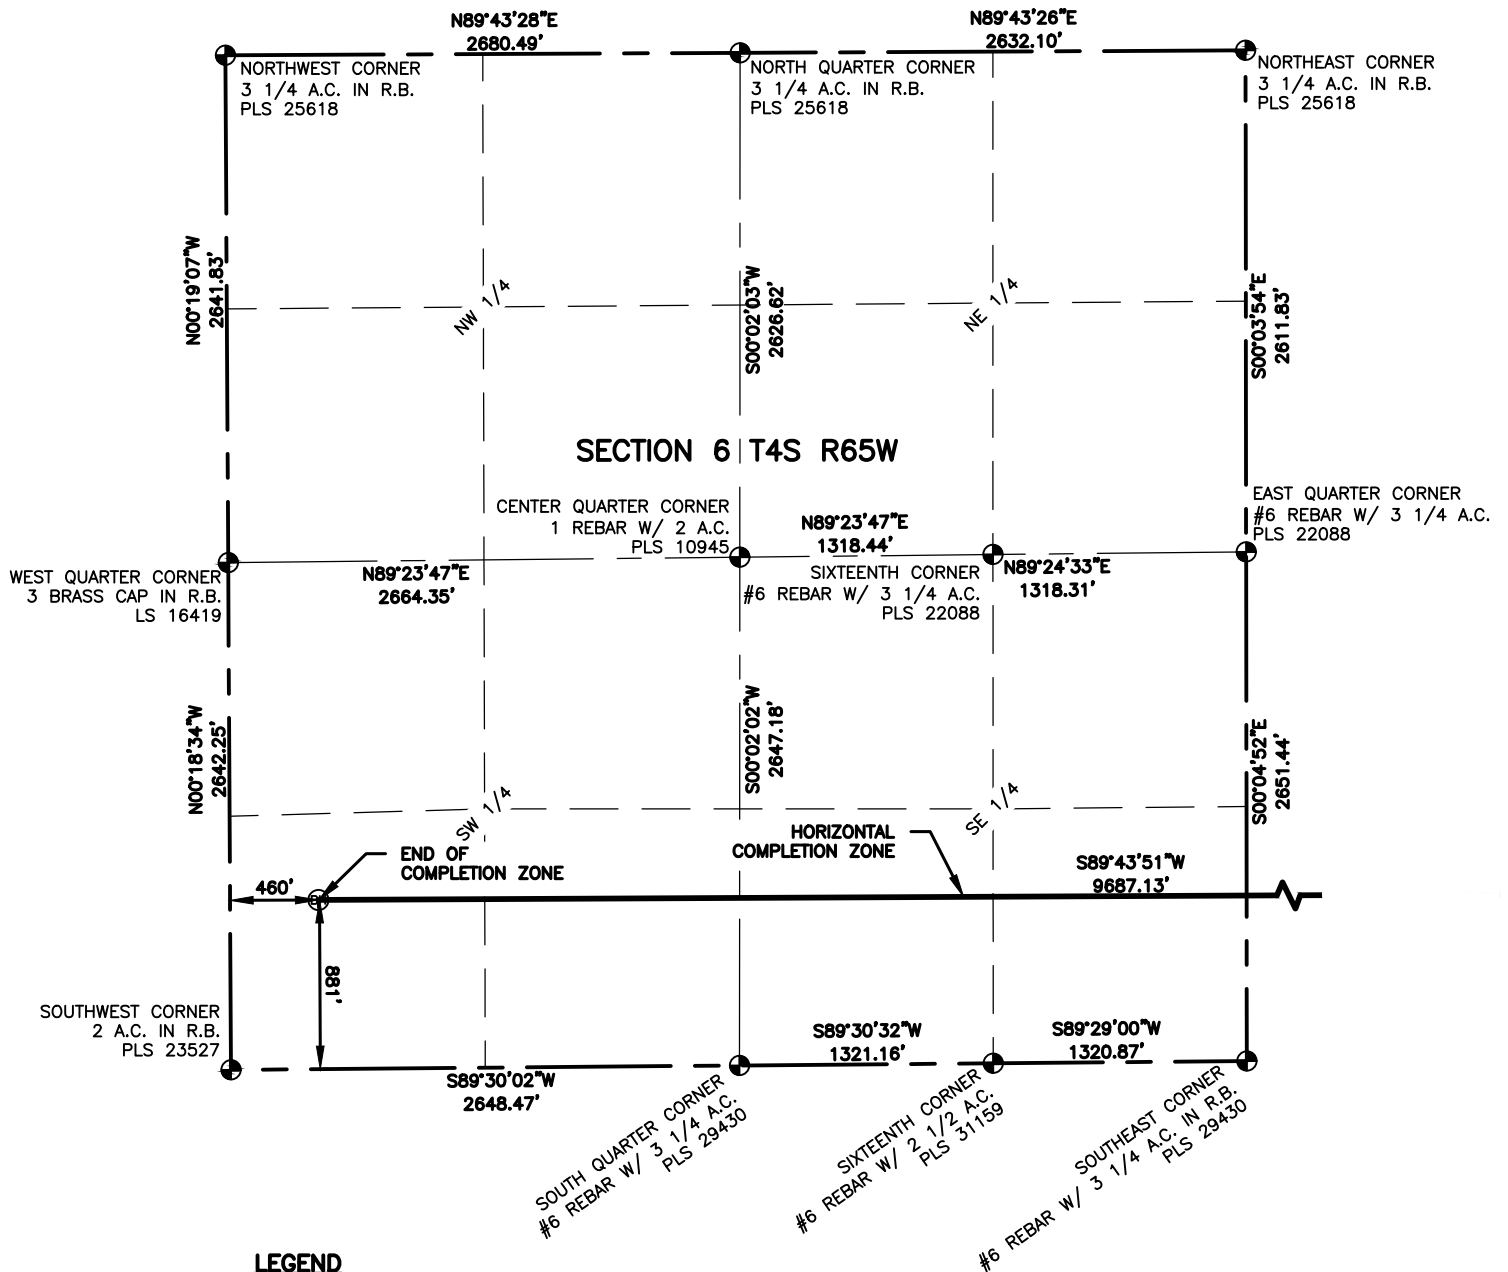 N89°43'28"E
2680.49'
N89°43'26"E
2632.10'
NORTHWEST CORNER
3 1/4 A.C. IN R.B.
PLS 25618
NORTH QUARTER CORNER
3 1/4 A.C. IN R.B.
PLS 25618
NORTHEAST CORNER
3 1/4 A.C. IN R.B.
PLS 25618
N00°19'07"W
2641.83'
NW 1/4
S00°02'03"W
2626.62'
NE 1/4
S00°03'54"E
2611.83'
SECTION 6 T4S R65W
CENTER QUARTER CORNER
1 REBAR W/ 2 A.C.
PLS 10945
N89°23'47"E
1318.44'
EAST QUARTER CORNER
#6 REBAR W/ 3 1/4 A.C.
PLS 22088
WEST QUARTER CORNER
3 BRASS CAP IN R.B.
LS 16419
N89°23'47"E
2664.35'
SIXTEENTH CORNER
#6 REBAR W/ 3 1/4 A.C.
PLS 22088
N89°24'33"E
1318.31'
N00°18'34"W
2642.25'
SW 1/4
S00°02'02"W
2647.18'
SE 1/4
S00°04'52"E
2651.44'
END OF
COMPLETION ZONE
HORIZONTAL
COMPLETION ZONE
S89°43'51"W
9687.13'
460'
881'
SOUTHWEST CORNER
2 A.C. IN R.B.
PLS 23527
S89°30'02"W
2648.47'
S89°30'32"W
1321.16'
S89°29'00"W
1320.87'
SOUTH QUARTER CORNER
#6 REBAR W/ 3 1/4 A.C.
PLS 29430
SIXTEENTH CORNER
#6 REBAR W/ 2 1/2 A.C.
PLS 31159
SOUTHEAST CORNER
#6 REBAR W/ 3 1/4 A.C. IN R.B.
PLS 29430
LEGEND